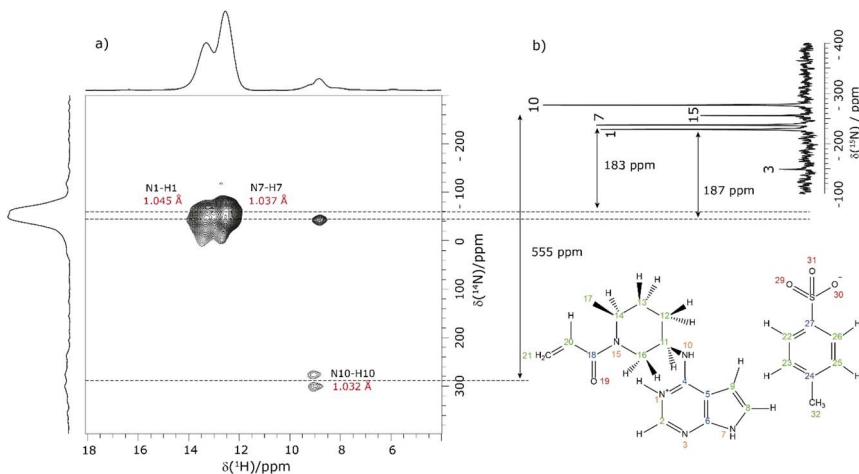 a)
b)
N1-H1
1.045 Å
N7-H7
1.037 Å
N10-H10
1.032 Å
- 200
- 100
0
100
200
300
δ(¹⁴N)/ppm
18
16
14
12
10
8
6
δ(¹H)/ppm
10
7
1
15
3
183 ppm
187 ppm
555 ppm
- 400
- 300
- 200
- 100
δ(¹⁵N) / ppm
31
O
29
O
S
O
-
30
27
H
22
26
H
H
23
25
H
24
CH₃
32
H
H
17
13
H
14
12
H
H
20
N
15
11
H
10
NH
21
H₂C
18
16
H
H
O
19
4
H
N
+
1
5
9
H
2
6
8
H
H
N
3
7
N
H